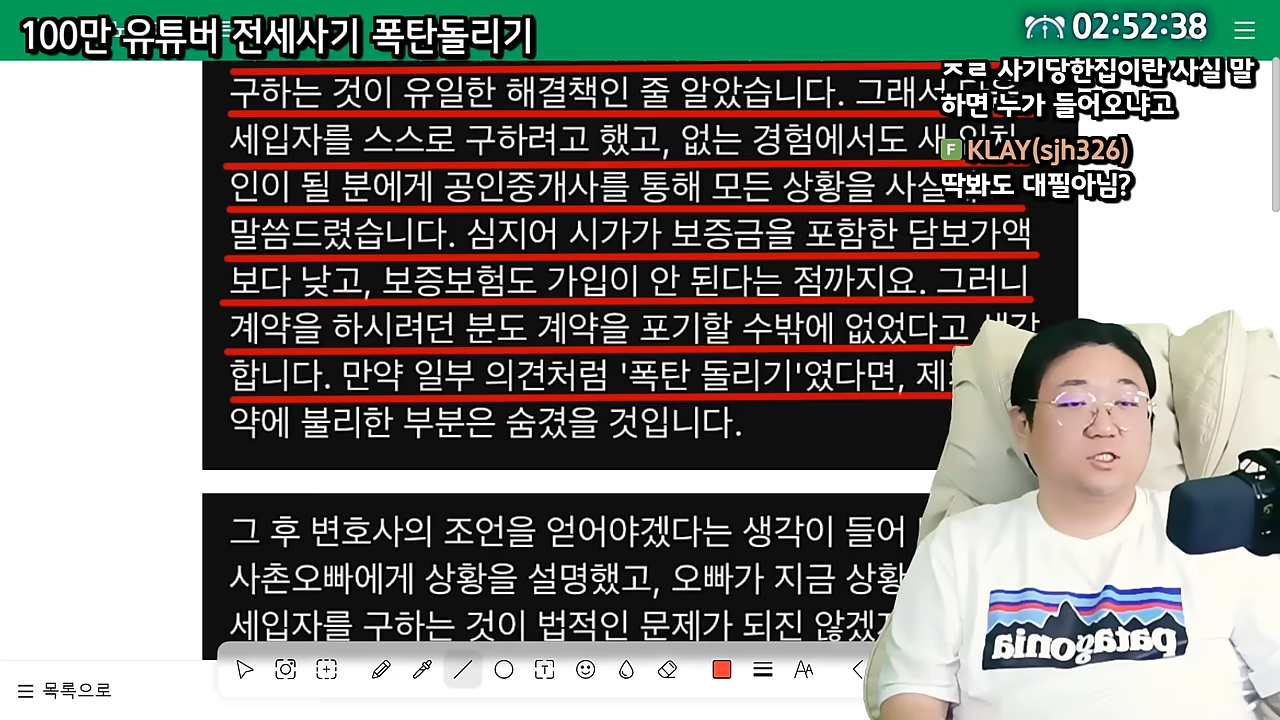 100만 유튜버 전세사기 폭탄돌리기
02:52:38
ㅈㄹ 사기당한집이란 사실 말
하면 누가 들어오냐고
F KLAY(sjh326)
딱봐도 대필아님?
구하는 것이 유일한 해결책인 줄 알았습니다. 그래서
세입자를 스스로 구하려고 했고, 없는 경험에서도 새
인이 될 분에게 공인중개사를 통해 모든 상황을
말씀드렸습니다. 심지어 시가가 보증금을 포함한 담보가액
보다 낮고, 보증보험도 가입이 안 된다는 점까지요. 그러니
계약을 하시려던 분도 계약을 포기할 수밖에 없었다고 생각
합니다. 만약 일부 의견처럼 '폭탄 돌리기'였다면,
약에 불리한 부분은 숨겼을 것입니다.
그 후 변호사의 조언을 얻어야겠다는 생각이 들어
사촌오빠에게 상황을 설명했고, 오빠가 지금
세입자를 구하는 것이 법적인 문제가 되진
목록으로
patagonia